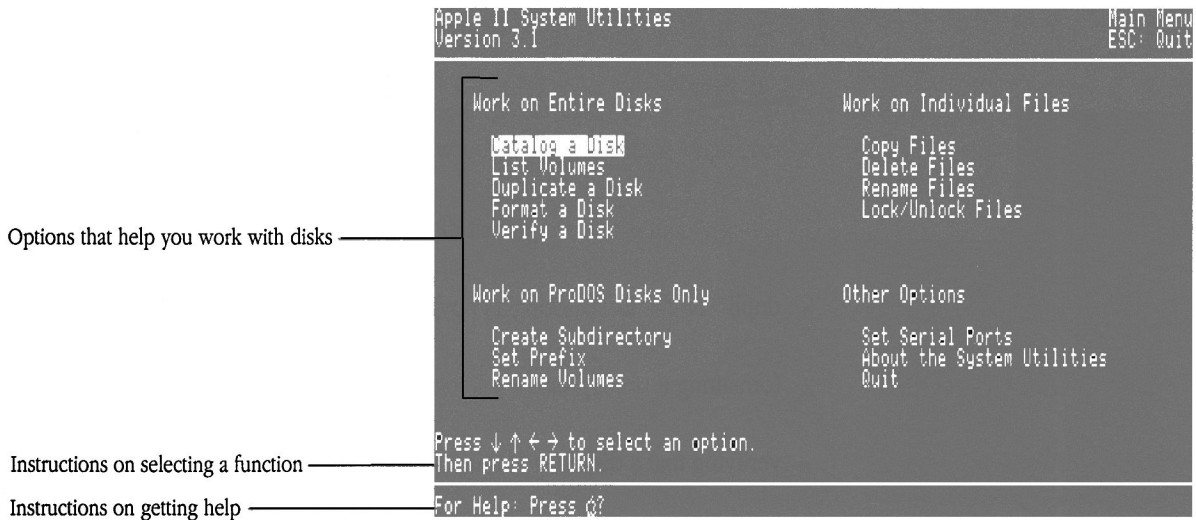 Apple II System Utilities
Version 3.1
Main Menu
ESC: Quit
Work on Entire Disks
Catalog a Disk
List Volumes
Duplicate a Disk
Format a Disk
Verify a Disk
Work on Individual Files
Copy Files
Delete Files
Rename Files
Lock/Unlock Files
Options that help you work with disks
Work on ProDOS Disks Only
Create Subdirectory
Set Prefix
Rename Volumes
Other Options
Set Serial Ports
About the System Utilities
Quit
Press ↓ ↑ ← → to select an option.
Then press RETURN.
Instructions on selecting a function
For Help: Press ?
Instructions on getting help